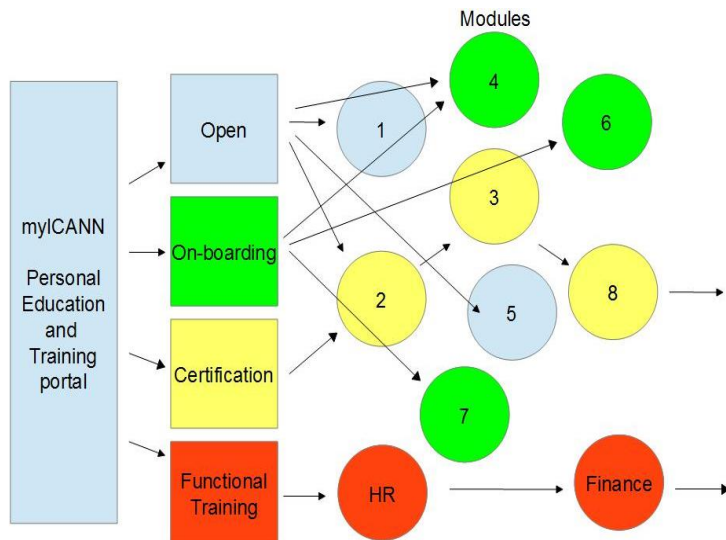 Modules
myICANN
Personal
Education
and
Training
portal
Open
On-boarding
Certification
Functional
Training
1
4
6
3
2
5
8
7
HR
Finance